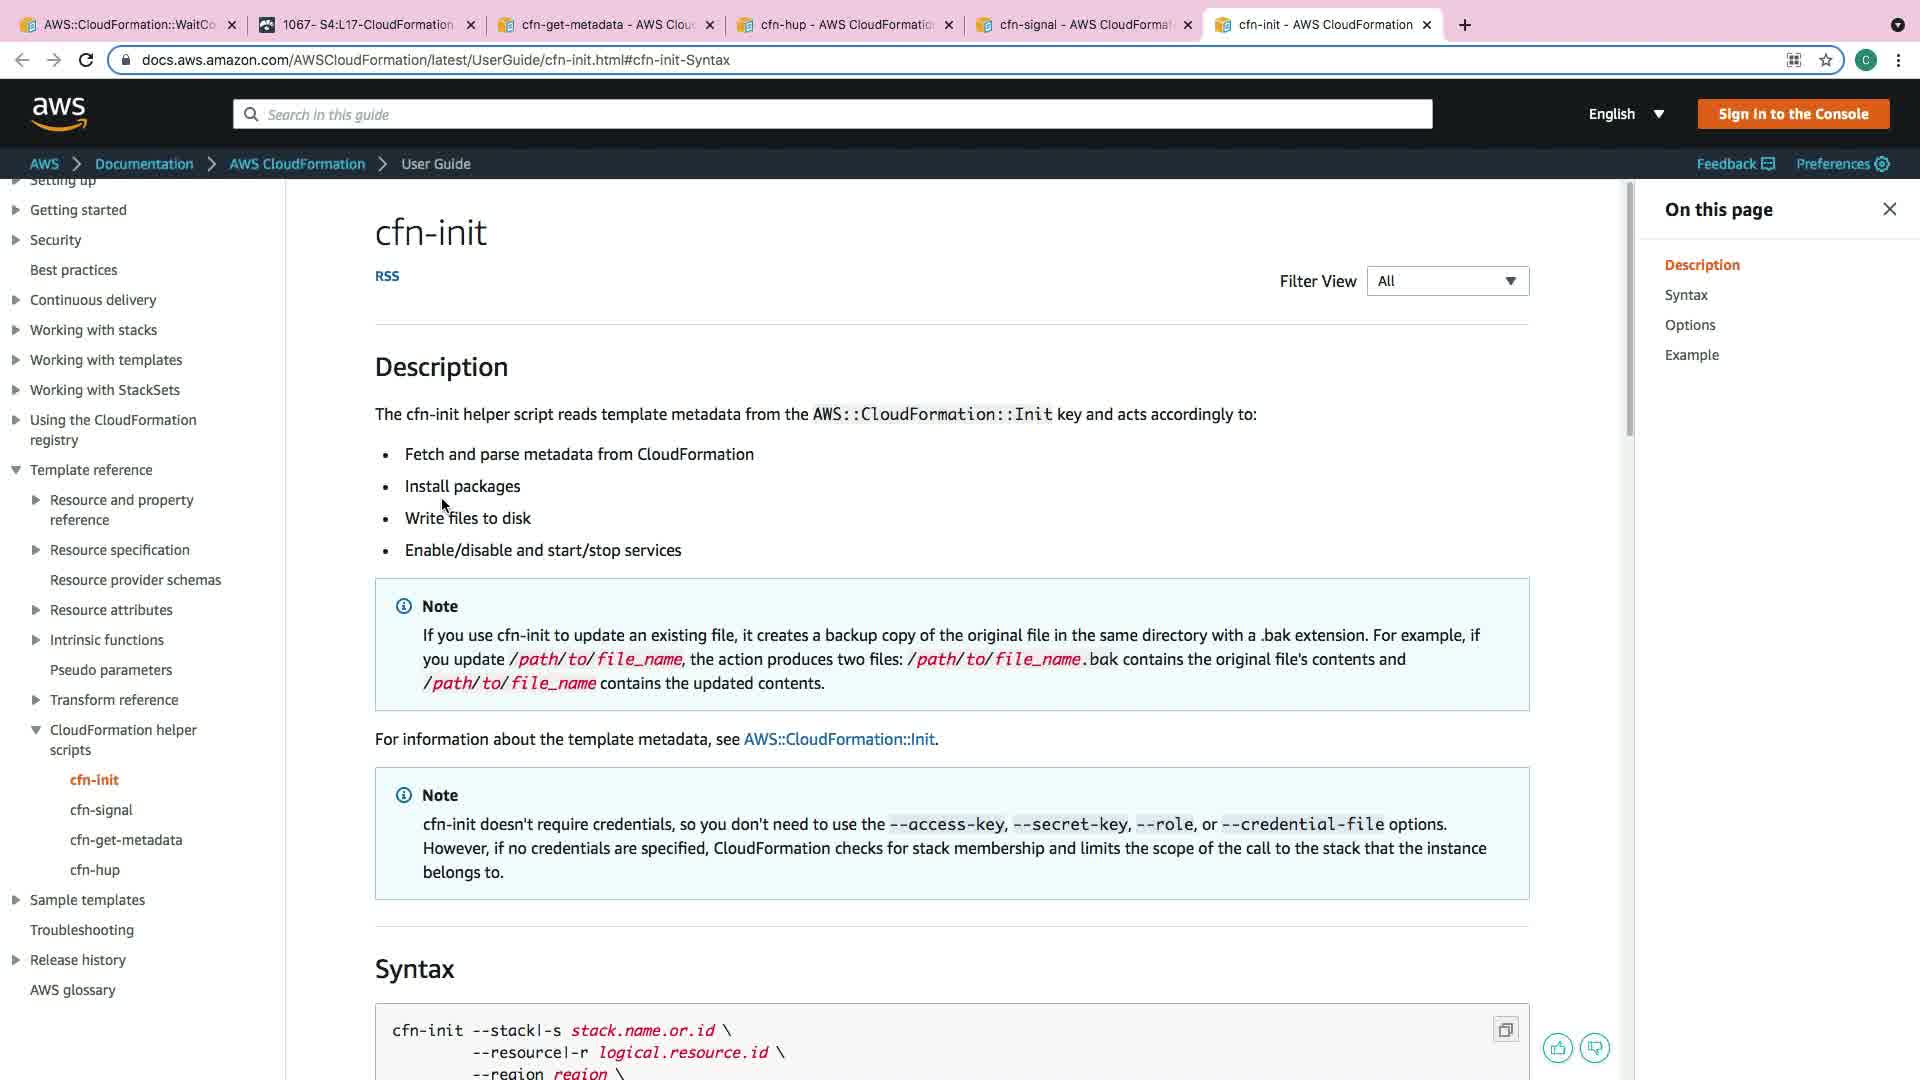 AWS::CloudFormation::WaitCo
1067- S4:L17-CloudFormation
cfn-get-metadata - AWS Clou
cfn-hup - AWS CloudFormatio
cfn-signal - AWS CloudFormat
cfn-init - AWS CloudFormation
docs.aws.amazon.com/AWSCloudFormation/latest/UserGuide/cfn-init.html#cfn-init-Syntax
C
aws
Search in this guide
English
Sign In to the Console
AWS
Documentation
AWS CloudFormation
User Guide
Feedback
Preferences
Setting up
Getting started
Security
Best practices
Continuous delivery
Working with stacks
Working with templates
Working with StackSets
Using the CloudFormation
registry
Template reference
Resource and property
reference
Resource specification
Resource provider schemas
Resource attributes
Intrinsic functions
Pseudo parameters
Transform reference
CloudFormation helper
scripts
cfn-init
cfn-signal
cfn-get-metadata
cfn-hup
Sample templates
Troubleshooting
Release history
AWS glossary
cfn-init
RSS
Filter View
All
Description
The cfn-init helper script reads template metadata from the AWS::CloudFormation::Init key and acts accordingly to:
• Fetch and parse metadata from CloudFormation
• Install packages
• Write files to disk
• Enable/disable and start/stop services
Note
If you use cfn-init to update an existing file, it creates a backup copy of the original file in the same directory with a .bak extension. For example, if
you update /path/to/file_name, the action produces two files: /path/to/file_name.bak contains the original file's contents and
/path/to/file_name contains the updated contents.
For information about the template metadata, see AWS::CloudFormation::Init.
Note
cfn-init doesn't require credentials, so you don't need to use the --access-key, --secret-key, --role, or --credential-file options.
However, if no credentials are specified, CloudFormation checks for stack membership and limits the scope of the call to the stack that the instance
belongs to.
Syntax
cfn-init --stack|-s stack.name.or.id \
--resource|-r logical.resource.id \
--region region \
On this page
Description
Syntax
Options
Example